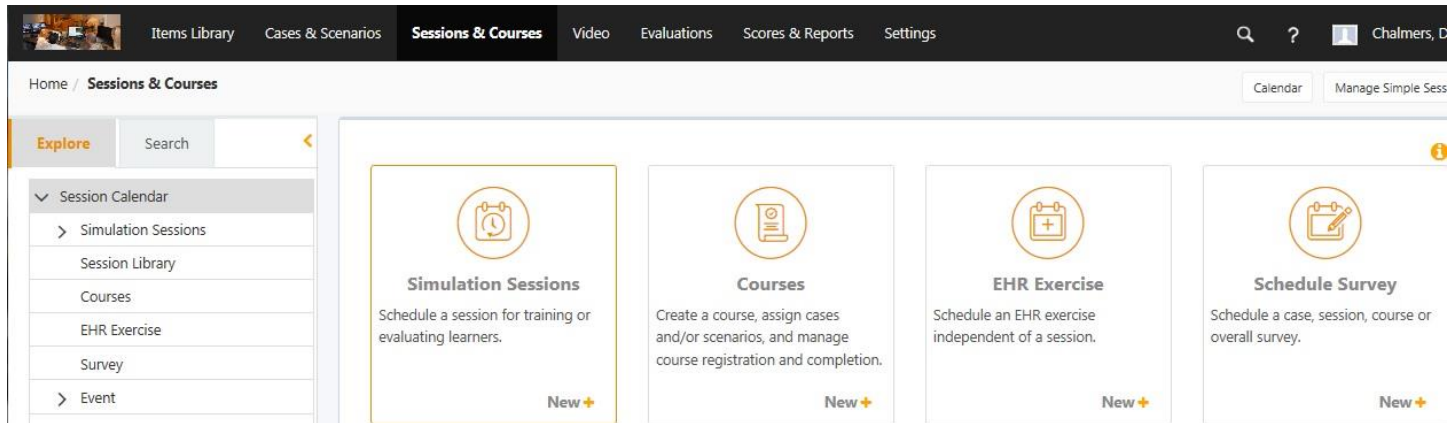 Items Library Cases & Scenarios Sessions & Courses Video Evaluations Scores & Reports Settings ? Chalmers, D
Home / Sessions & Courses
Calendar Manage Simple Sess
Explore Search
Session Calendar
Simulation Sessions
Session Library
Courses
EHR Exercise
Survey
Event
Simulation Sessions
Schedule a session for training or
evaluating learners.
New+
Courses
Create a course, assign cases
and/or scenarios, and manage
course registration and completion.
New+
EHR Exercise
Schedule an EHR exercise
independent of a session.
New+
Schedule Survey
Schedule a case, session, course or
overall survey.
New+